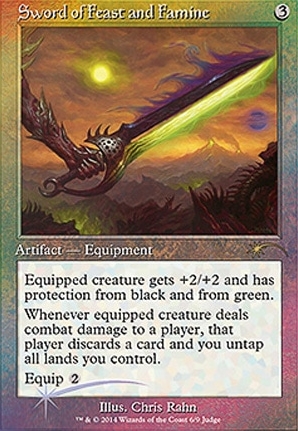 Sword of Feast and Famine 3
Artifact — Equipment
Equipped creature gets +2/+2 and has
protection from black and from green.
Whenever equipped creature deals
combat damage to a player, that
player discards a card and you untap
all lands you control.
Equip 2
Illus. Chris Rahn
™ & © 2014 Wizards of the Coast 6/9 Judge